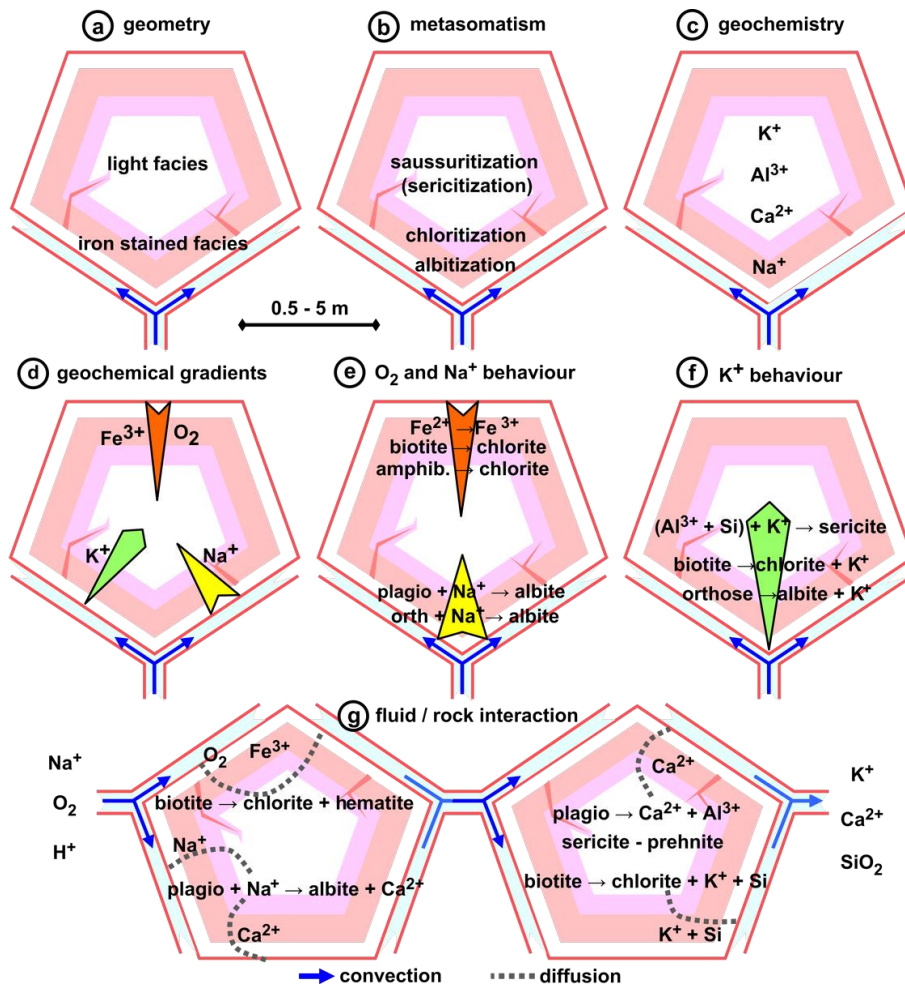 a geometry
b metasomatism
c geochemistry
light facies
iron stained facies
saussuritization
(sericitization)
chloritization
albitization
K⁺
Al³⁺
Ca²⁺
Na⁺
0.5 - 5 m
d geochemical gradients
e O₂ and Na⁺ behaviour
f K⁺ behaviour
Fe³⁺ O₂
K⁺
Na⁺
Fe²⁺ → Fe³⁺
biotite → chlorite
amphib. → chlorite
plagio + Na⁺ → albite
orth + Na⁺ → albite
(Al³⁺ + Si) + K⁺ → sericite
biotite → chlorite + K⁺
orthose → albite + K⁺
g fluid / rock interaction
Na⁺
O₂
H⁺
O₂ Fe³⁺
biotite → chlorite + hematite
Na⁺
plagio + Na⁺ → albite + Ca²⁺
Ca²⁺
Ca²⁺
plagio → Ca²⁺ + Al³⁺
sericite - prehnite
biotite → chlorite + K⁺ + Si
K⁺ + Si
K⁺
Ca²⁺
SiO₂
convection
diffusion